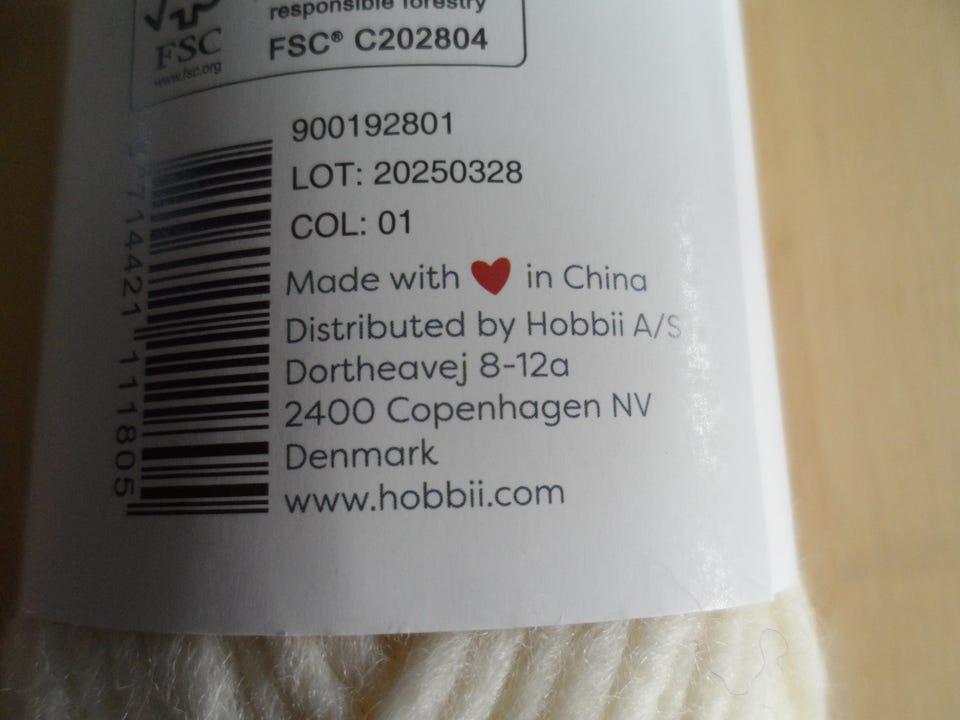 responsible forestry
FSC
www.fsc.org
FSC® C202804
900192801
LOT: 20250328
COL: 01
Made with ❤ in China
Distributed by Hobbii A/S
Dortheavej 8-12a
2400 Copenhagen NV
Denmark
www.hobbii.com
714421 111805